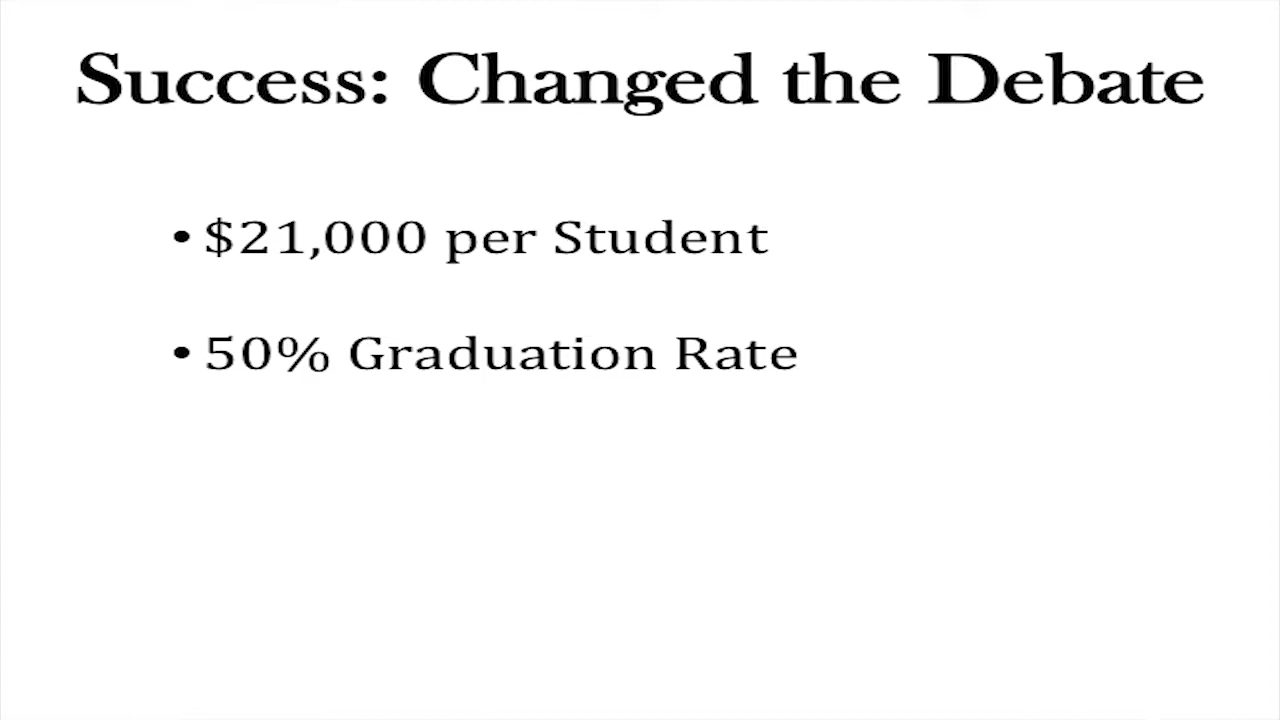 Success: Changed the Debate
• $21,000 per Student
• 50% Graduation Rate